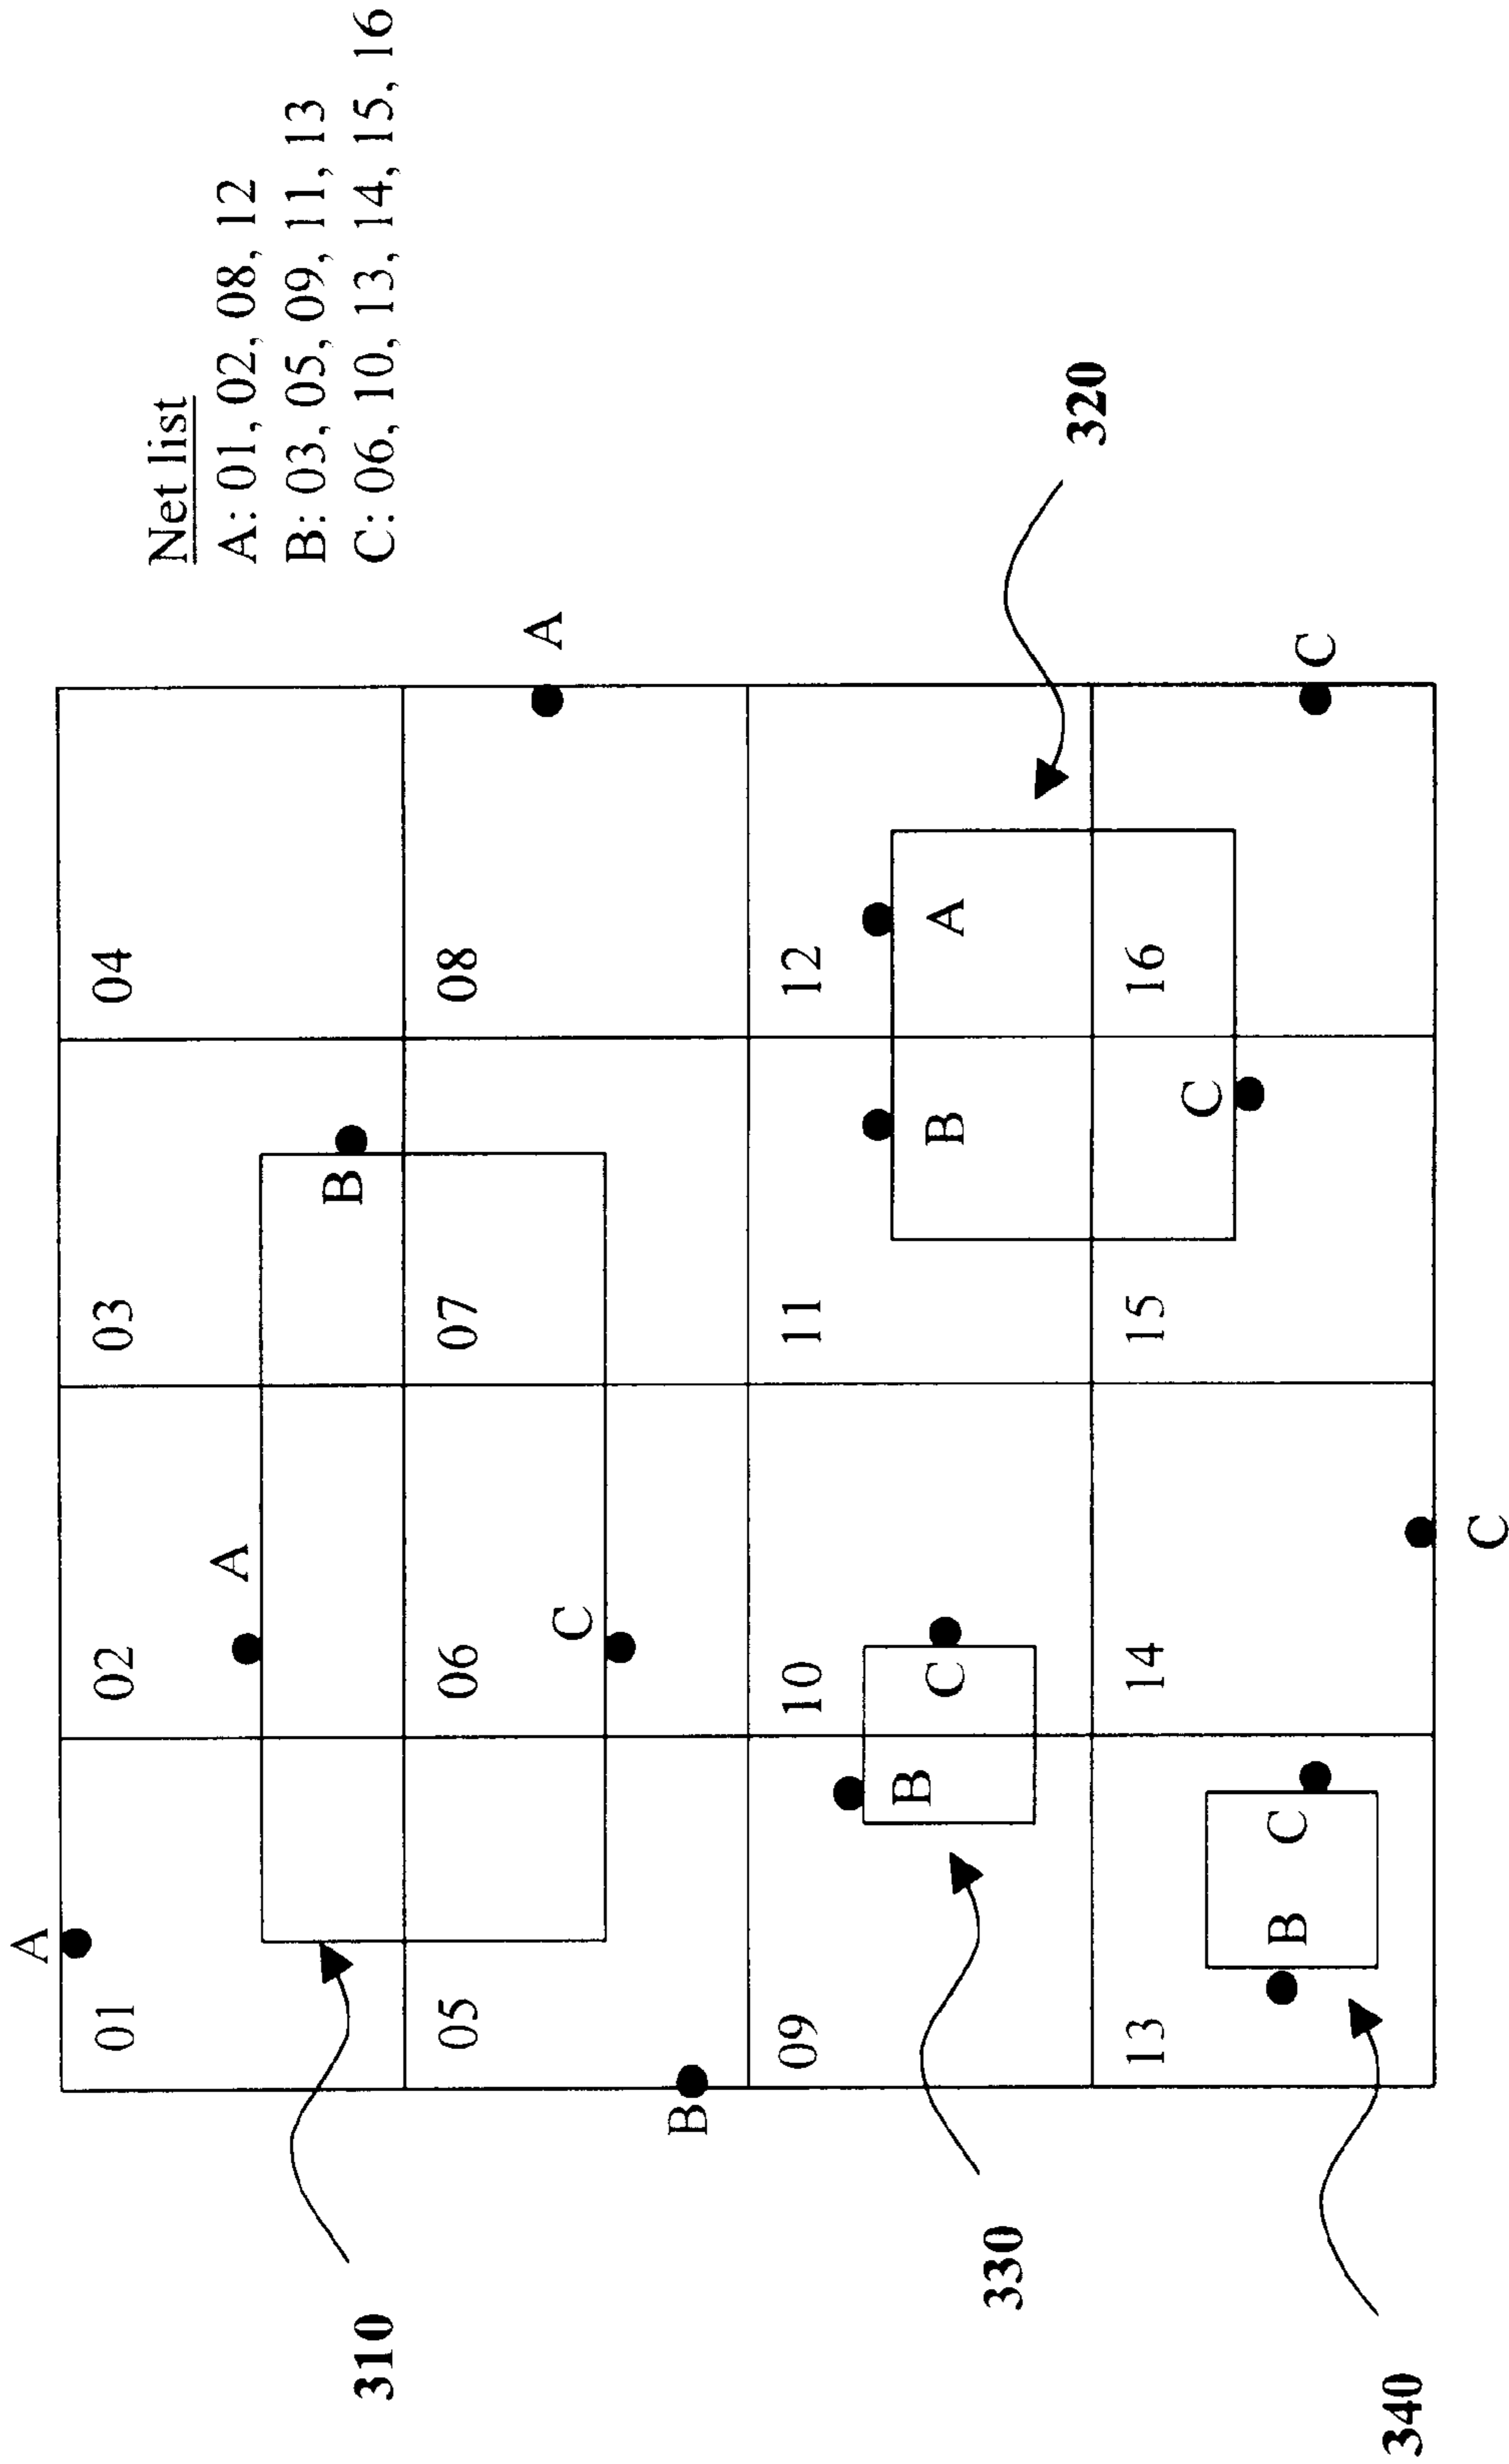 A
01 02 03 04
Net list
A
A: 01, 02, 08, 12
B: 03, 05, 09, 11, 13
B
310
C: 06, 10, 13, 14, 15, 16
05 06 07 08
A
C
B
09 10 11 12
B
C B A
330
320
13 14 15 16
C
B C
C
340
C